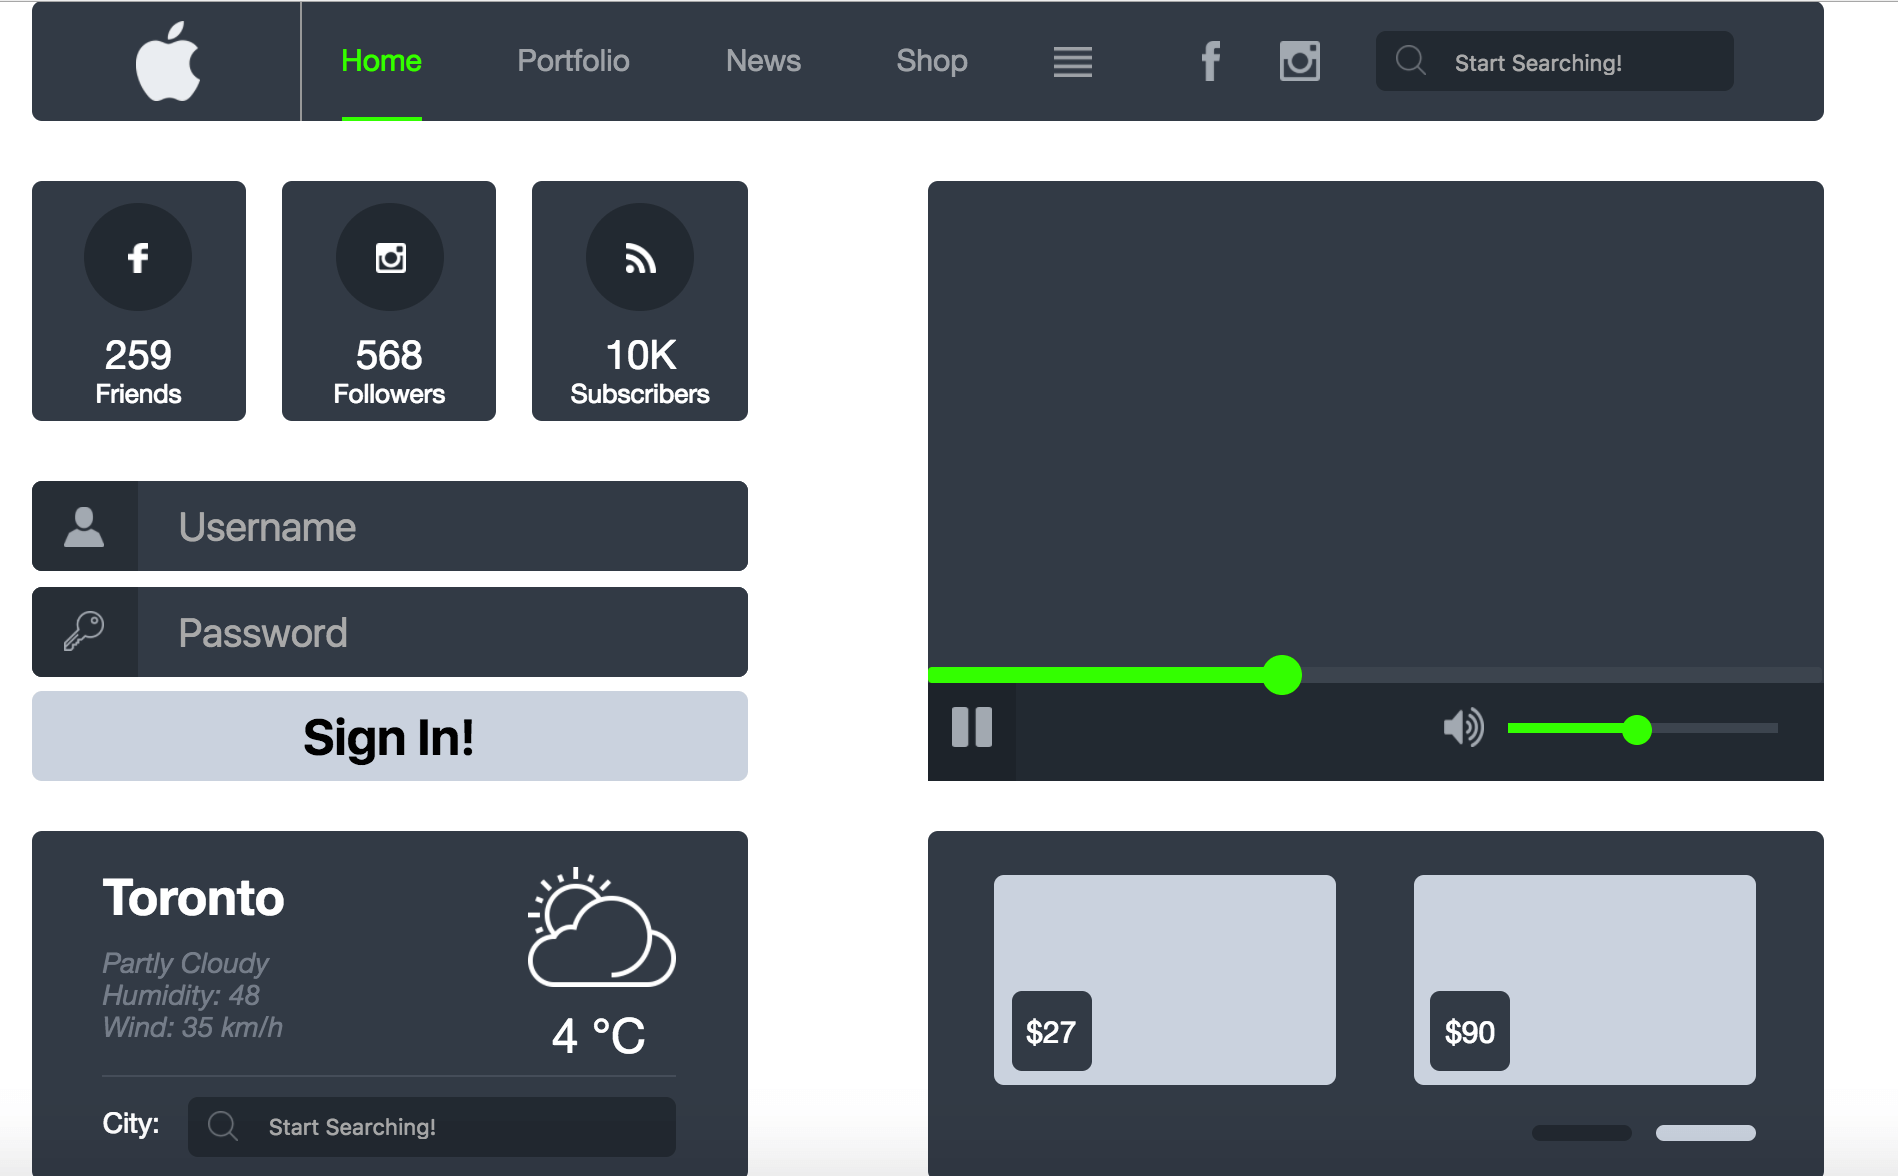 Home Portfolio News Shop Start Searching!
259 568 10K
Friends Followers Subscribers
Username
Password
Sign In!
Toronto
Partly Cloudy
Humidity: 48
Wind: 35 km/h
4 °C
City: Start Searching!
$27 $90